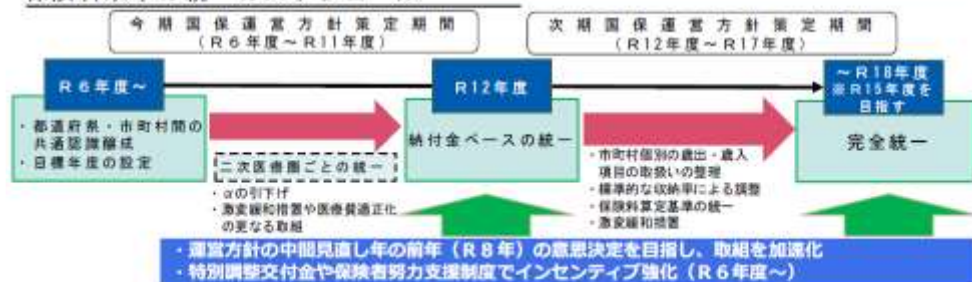 今期国保運営方針策定期間
（R6年度～R11年度）
次期国保運営方針策定期間
（R12年度～R17年度）
R6年度～
・都道府県・市町村間の
共通認識醸成
・目標年度の設定
二次医療圏ごとの統一
・αの引下げ
・激変緩和措置や医療費適正化
の更なる取組
R12年度
納付金ベースの統一
・市町村個別の歳出・歳入
項目の取扱いの整理
・標準的な収納率による調整
・保険料算定基準の統一
・激変緩和措置
～R18年度
※R15年度を
目指す
完全統一
・運営方針の中間見直し年の前年（R8年）の意思決定を目指し、取組を加速化
・特別調整交付金や保険者努力支援制度でインセンティブ強化（R6年度～）